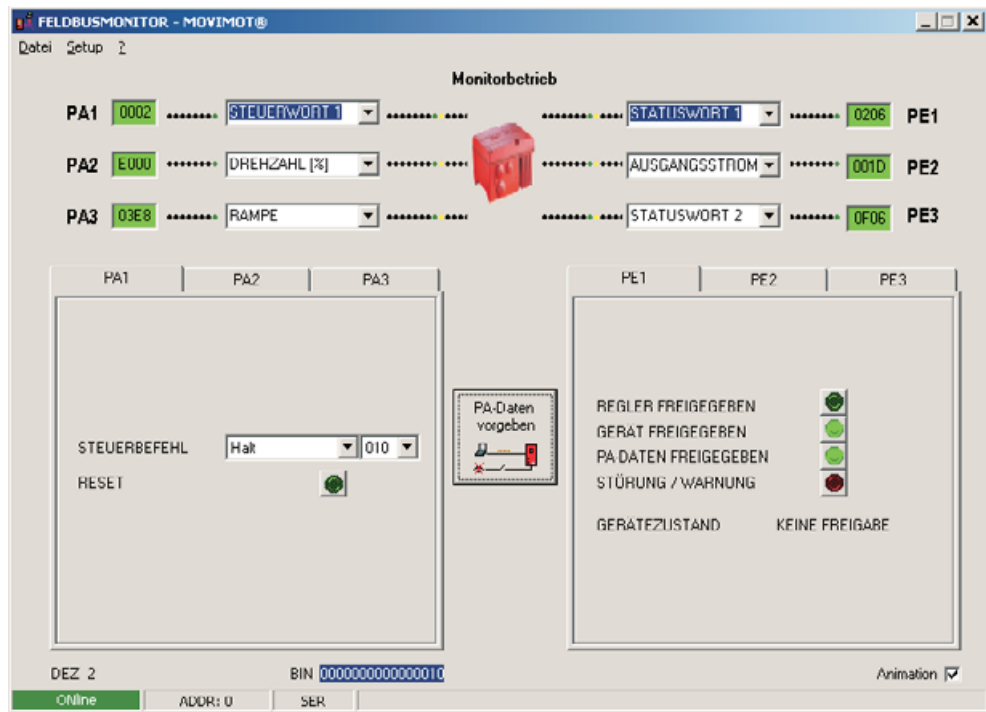 FELDBUSMONITOR - MOVIMOT®
Datei Setup ?
Monitorbetrieb
PA1 0002 STEUERWORT 1 STATUSWORT 1 0206 PE1
PA2 E000 DREHZAHL [%] AUSGANGSSTROM 001D PE2
PA3 03E8 RAMPE STATUSWORT 2 0F06 PE3
PA1 PA2 PA3 PE1 PE2 PE3
PA-Daten
vorgeben
STEUERBEFEHL Halt 010
RESET
REGLER FREIGEGEBEN
GERÄT FREIGEGEBEN
PA-DATEN FREIGEGEBEN
STÖRUNG / WARNUNG
GERÄTEZUSTAND KEINE FREIGABE
DEZ 2 BIN 0000000000000010 Animation
ONline ADDR: 0 SER